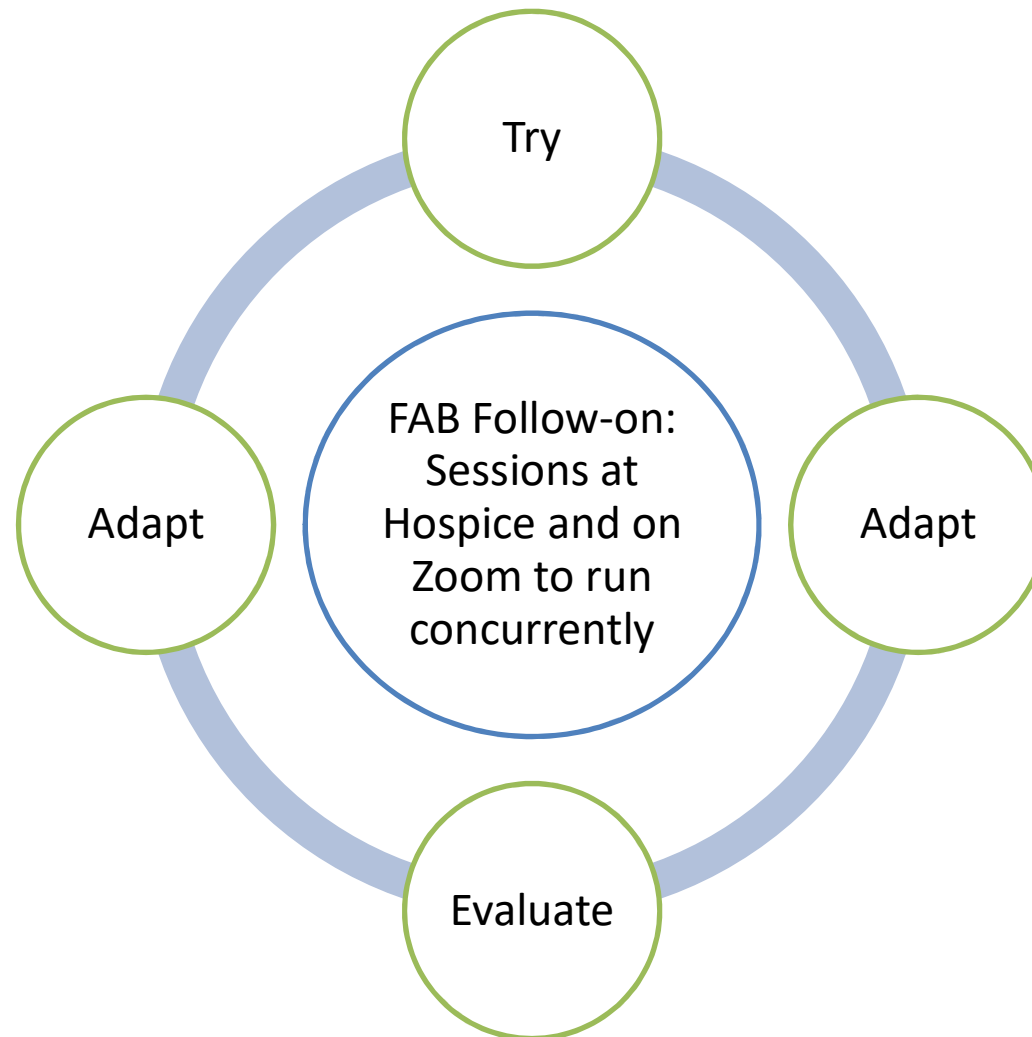 Try
Adapt
FAB Follow-on:
Sessions at
Hospice and on
Zoom to run
concurrently
Adapt
Evaluate